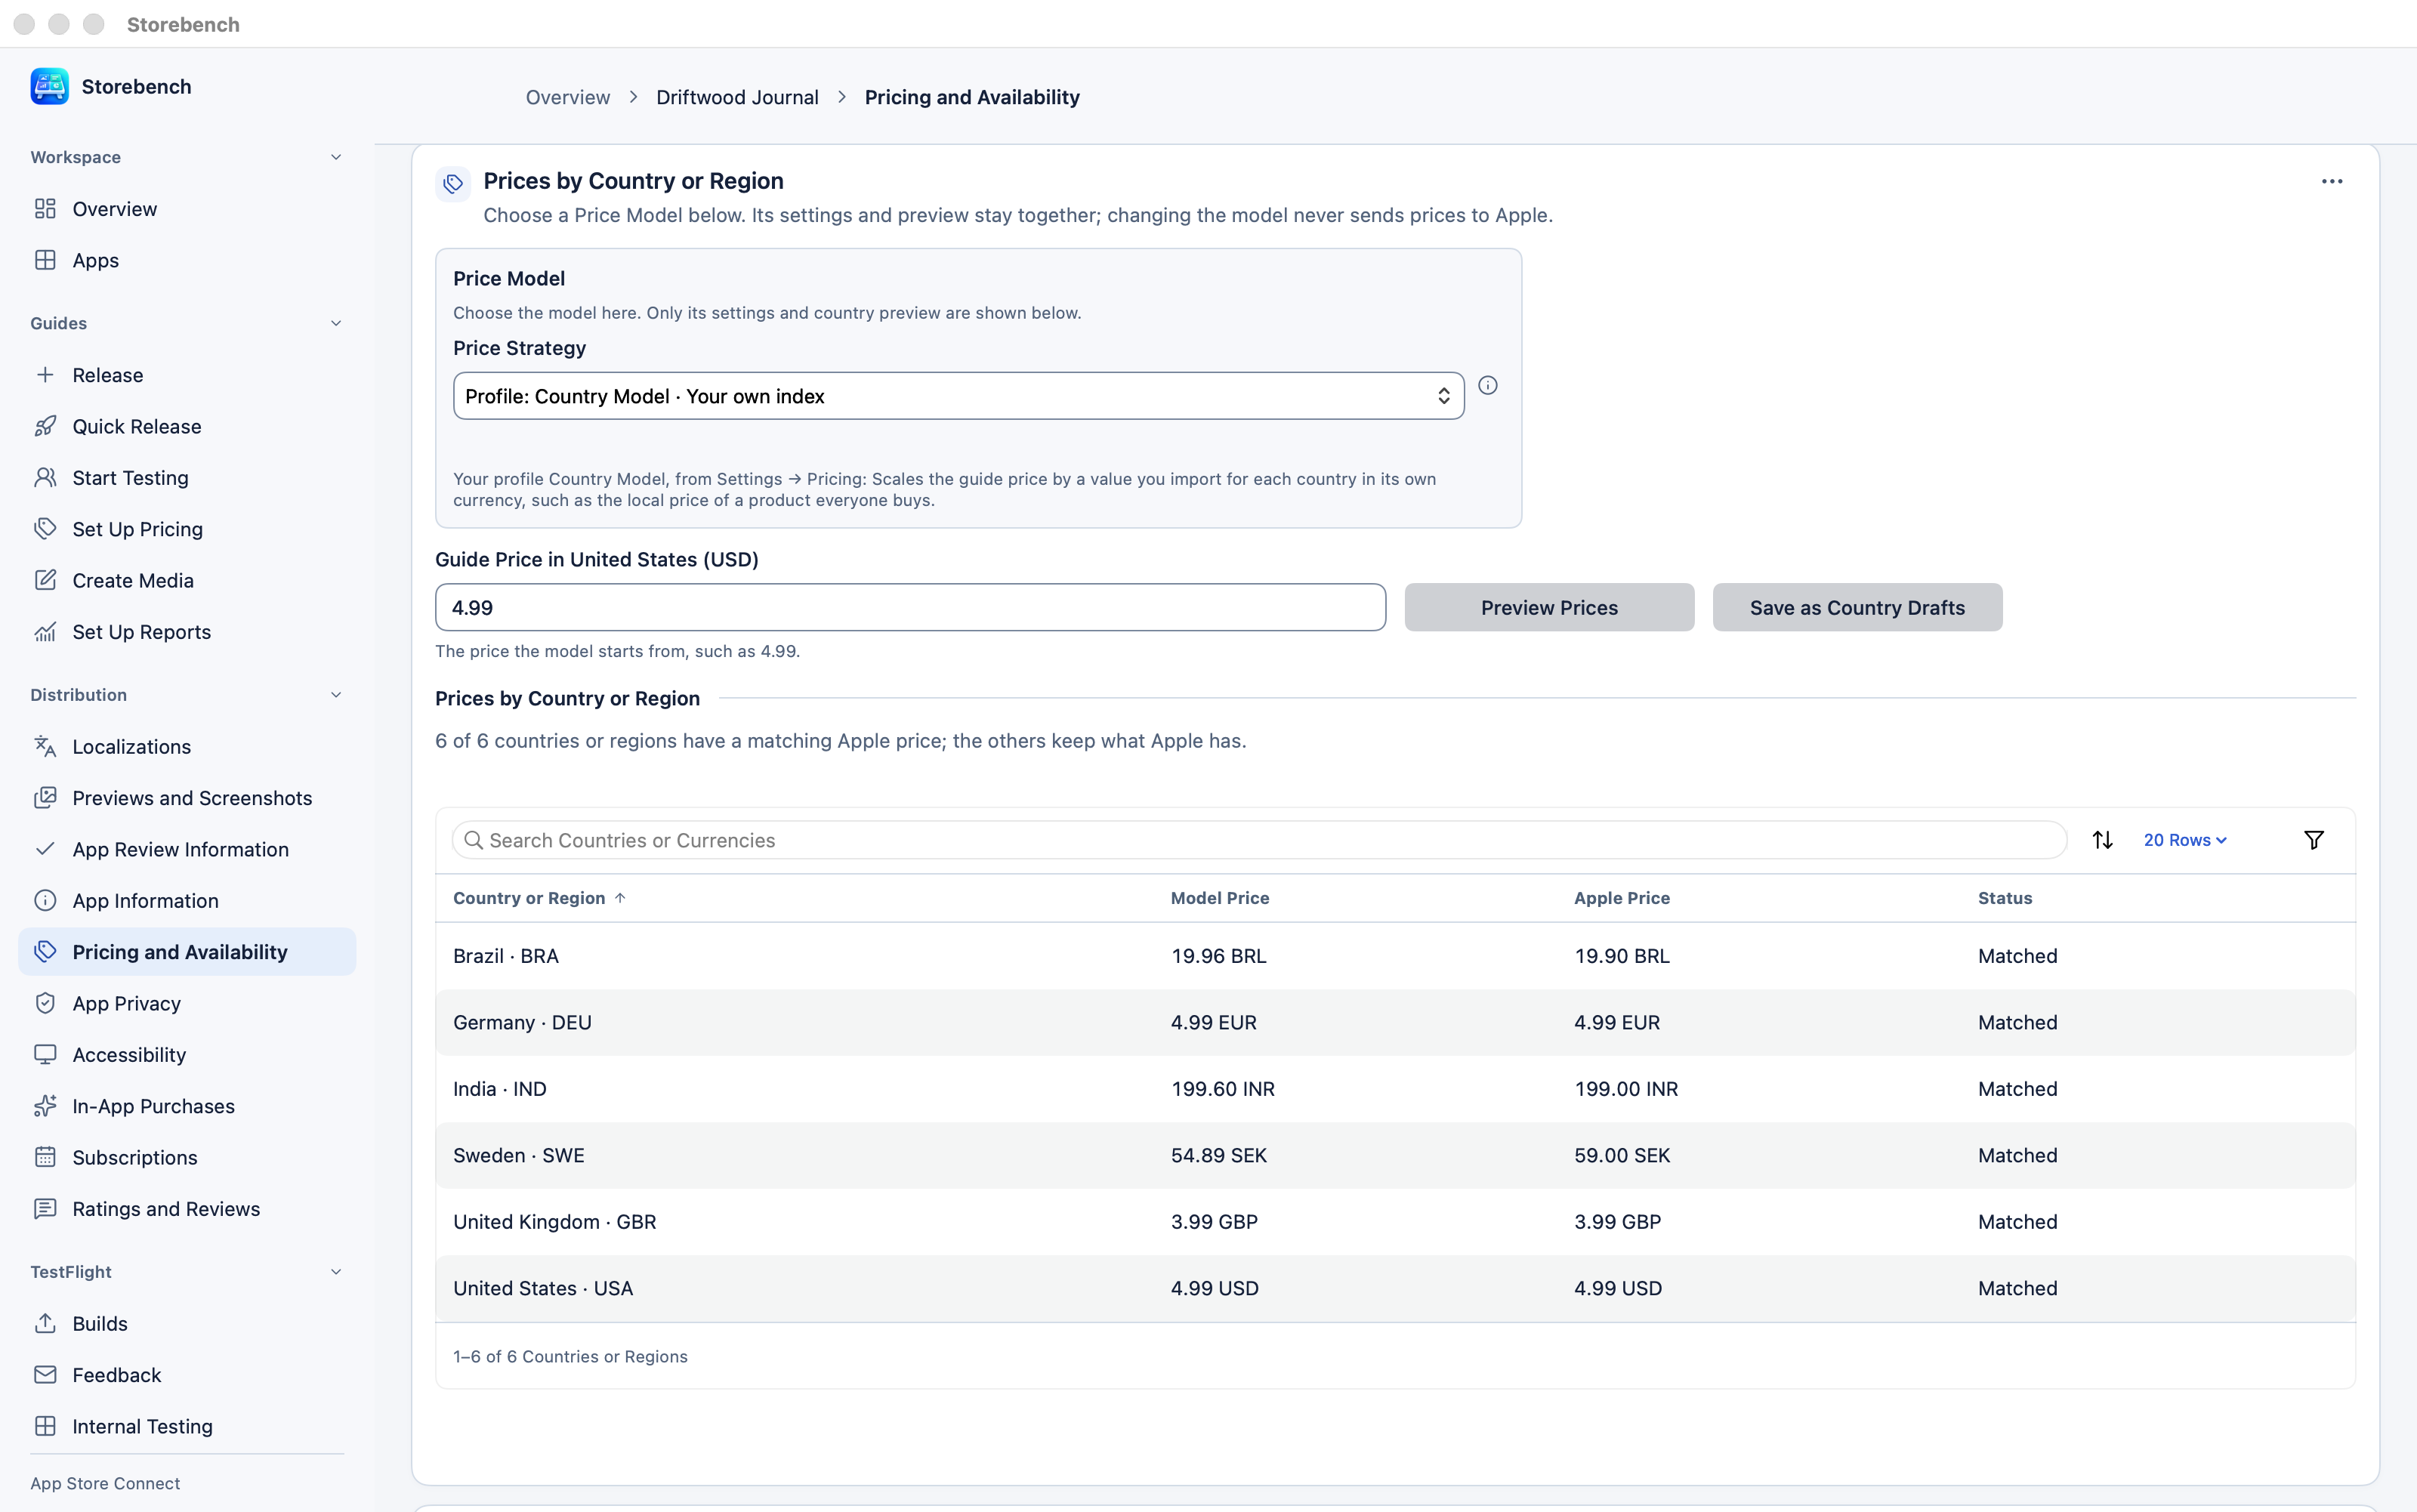 Storebench
Storebench
Overview > Driftwood Journal > Pricing and Availability
Workspace
Overview
Apps
Guides
Release
Quick Release
Start Testing
Set Up Pricing
Create Media
Set Up Reports
Distribution
Localizations
Previews and Screenshots
App Review Information
App Information
Pricing and Availability
App Privacy
Accessibility
In-App Purchases
Subscriptions
Ratings and Reviews
TestFlight
Builds
Feedback
Internal Testing
App Store Connect
Prices by Country or Region
Choose a Price Model below. Its settings and preview stay together; changing the model never sends prices to Apple.
Price Model
Choose the model here. Only its settings and country preview are shown below.
Price Strategy
Profile: Country Model · Your own index
Your profile Country Model, from Settings → Pricing: Scales the guide price by a value you import for each country in its own
currency, such as the local price of a product everyone buys.
Guide Price in United States (USD)
4.99 Preview Prices Save as Country Drafts
The price the model starts from, such as 4.99.
Prices by Country or Region
6 of 6 countries or regions have a matching Apple price; the others keep what Apple has.
Search Countries or Currencies 20 Rows
Country or Region ↑ Model Price Apple Price Status
Brazil · BRA 19.96 BRL 19.90 BRL Matched
Germany · DEU 4.99 EUR 4.99 EUR Matched
India · IND 199.60 INR 199.00 INR Matched
Sweden · SWE 54.89 SEK 59.00 SEK Matched
United Kingdom · GBR 3.99 GBP 3.99 GBP Matched
United States · USA 4.99 USD 4.99 USD Matched
1–6 of 6 Countries or Regions